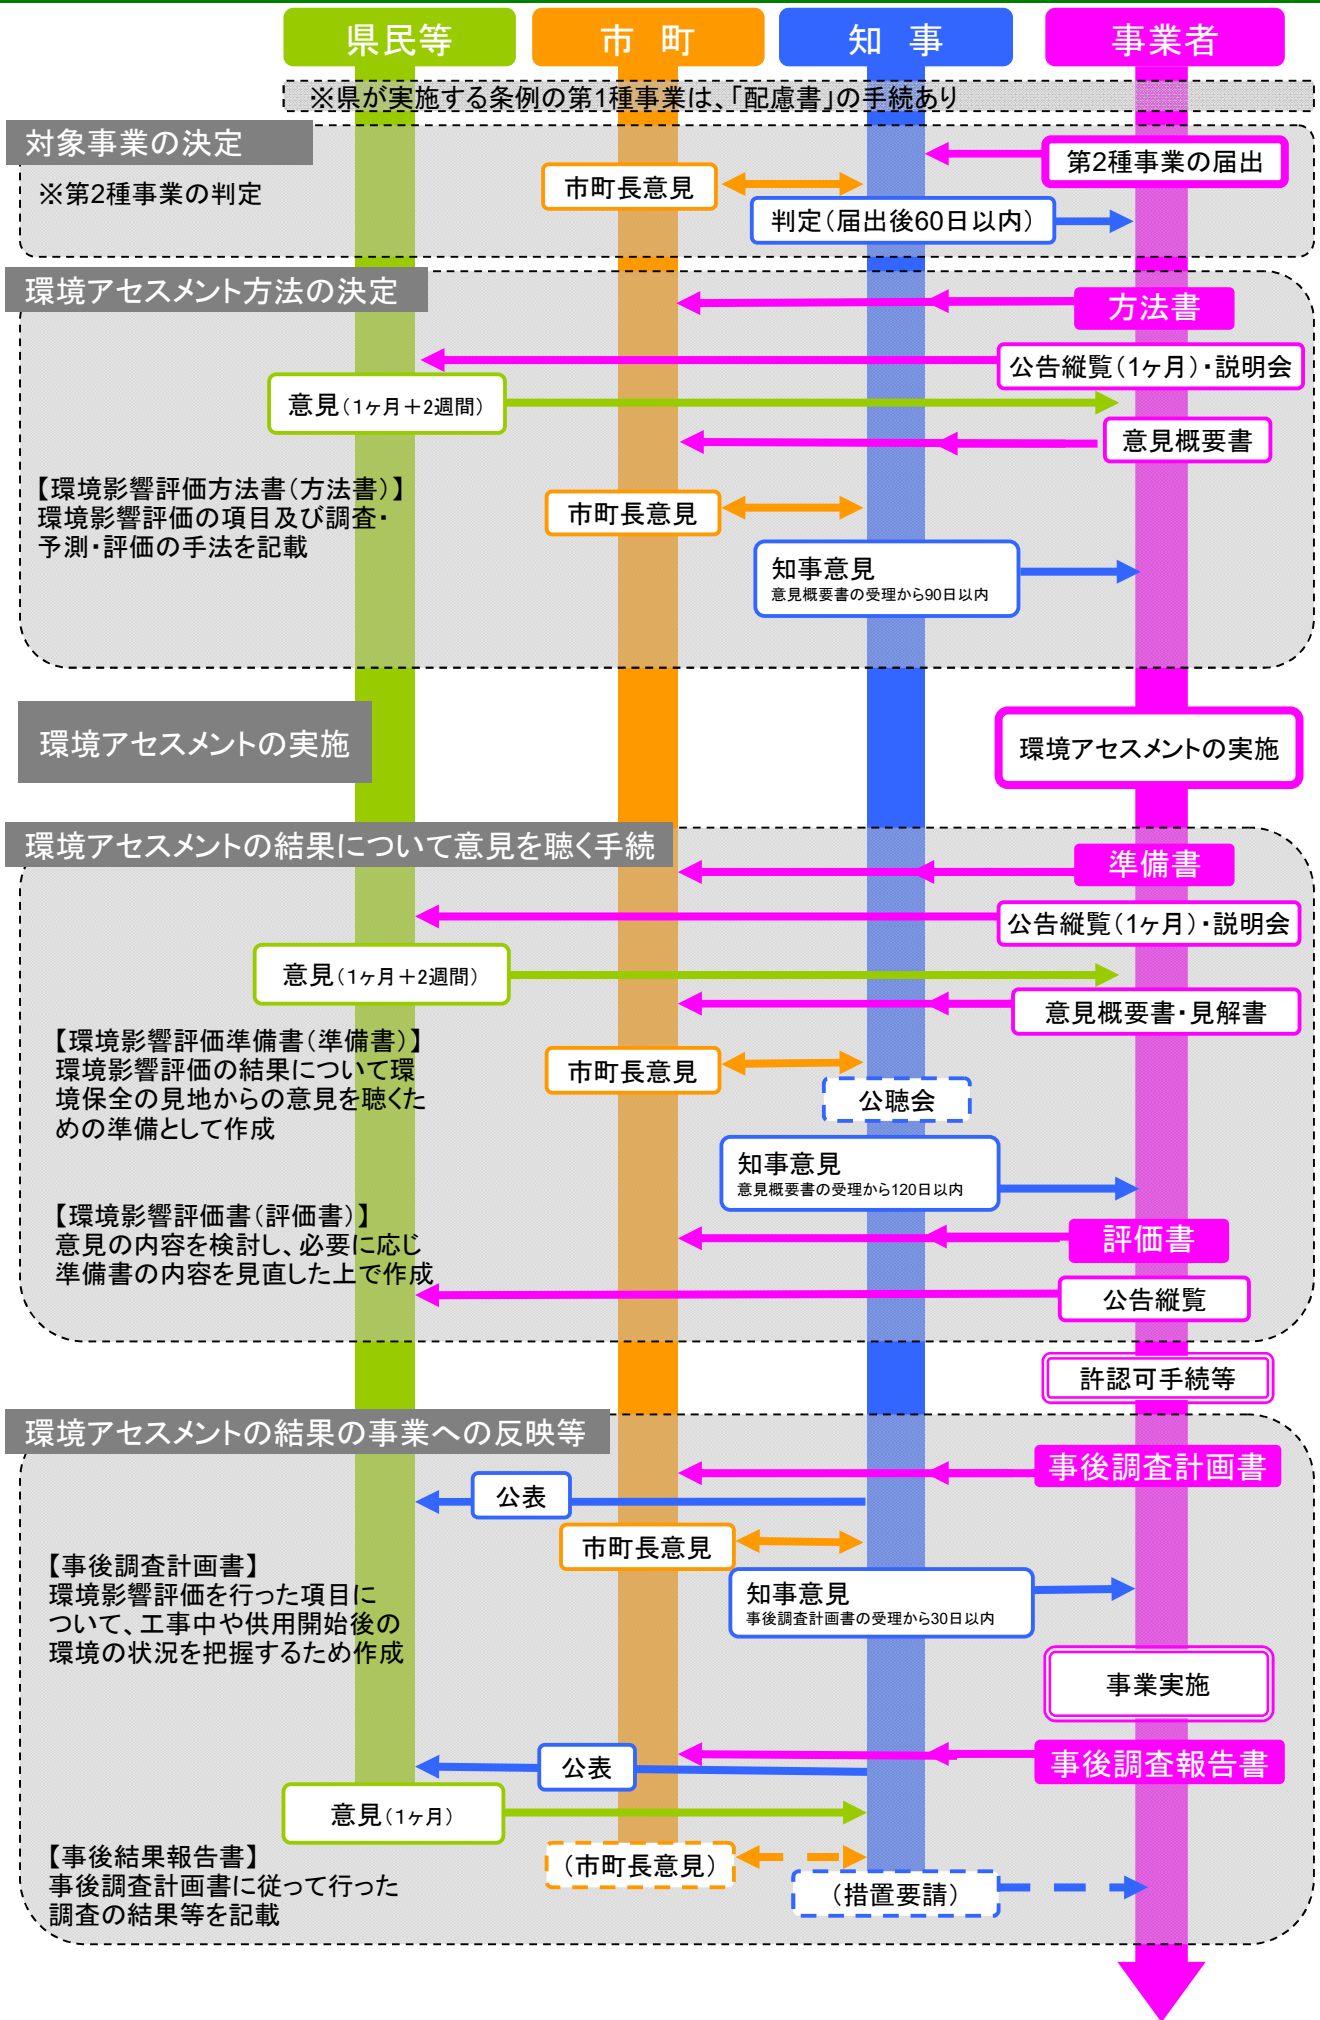 県民等
市 町
知 事
事業者
※県が実施する条例の第1種事業は、「配慮書」の手続あり
対象事業の決定
※第2種事業の判定
第2種事業の届出
市町長意見
判定（届出後60日以内）
環境アセスメント方法の決定
方法書
公告縦覧（1ヶ月）・説明会
意見（1ヶ月＋2週間）
意見概要書
【環境影響評価方法書（方法書）】
環境影響評価の項目及び調査・
予測・評価の手法を記載
市町長意見
知事意見
意見概要書の受理から90日以内
環境アセスメントの実施
環境アセスメントの実施
環境アセスメントの結果について意見を聴く手続
準備書
公告縦覧（1ヶ月）・説明会
意見（1ヶ月＋2週間）
意見概要書・見解書
【環境影響評価準備書（準備書）】
環境影響評価の結果について環
境保全の見地からの意見を聴くた
めの準備として作成
市町長意見
公聴会
知事意見
意見概要書の受理から120日以内
【環境影響評価書（評価書）】
意見の内容を検討し、必要に応じ
準備書の内容を見直した上で作成
評価書
公告縦覧
許認可手続等
環境アセスメントの結果の事業への反映等
事後調査計画書
公表
市町長意見
【事後調査計画書】
環境影響評価を行った項目に
ついて、工事中や供用開始後の
環境の状況を把握するため作成
知事意見
事後調査計画書の受理から30日以内
事業実施
事後調査報告書
公表
意見（1ヶ月）
【事後結果報告書】
事後調査計画書に従って行った
調査の結果等を記載
（市町長意見）
（措置要請）